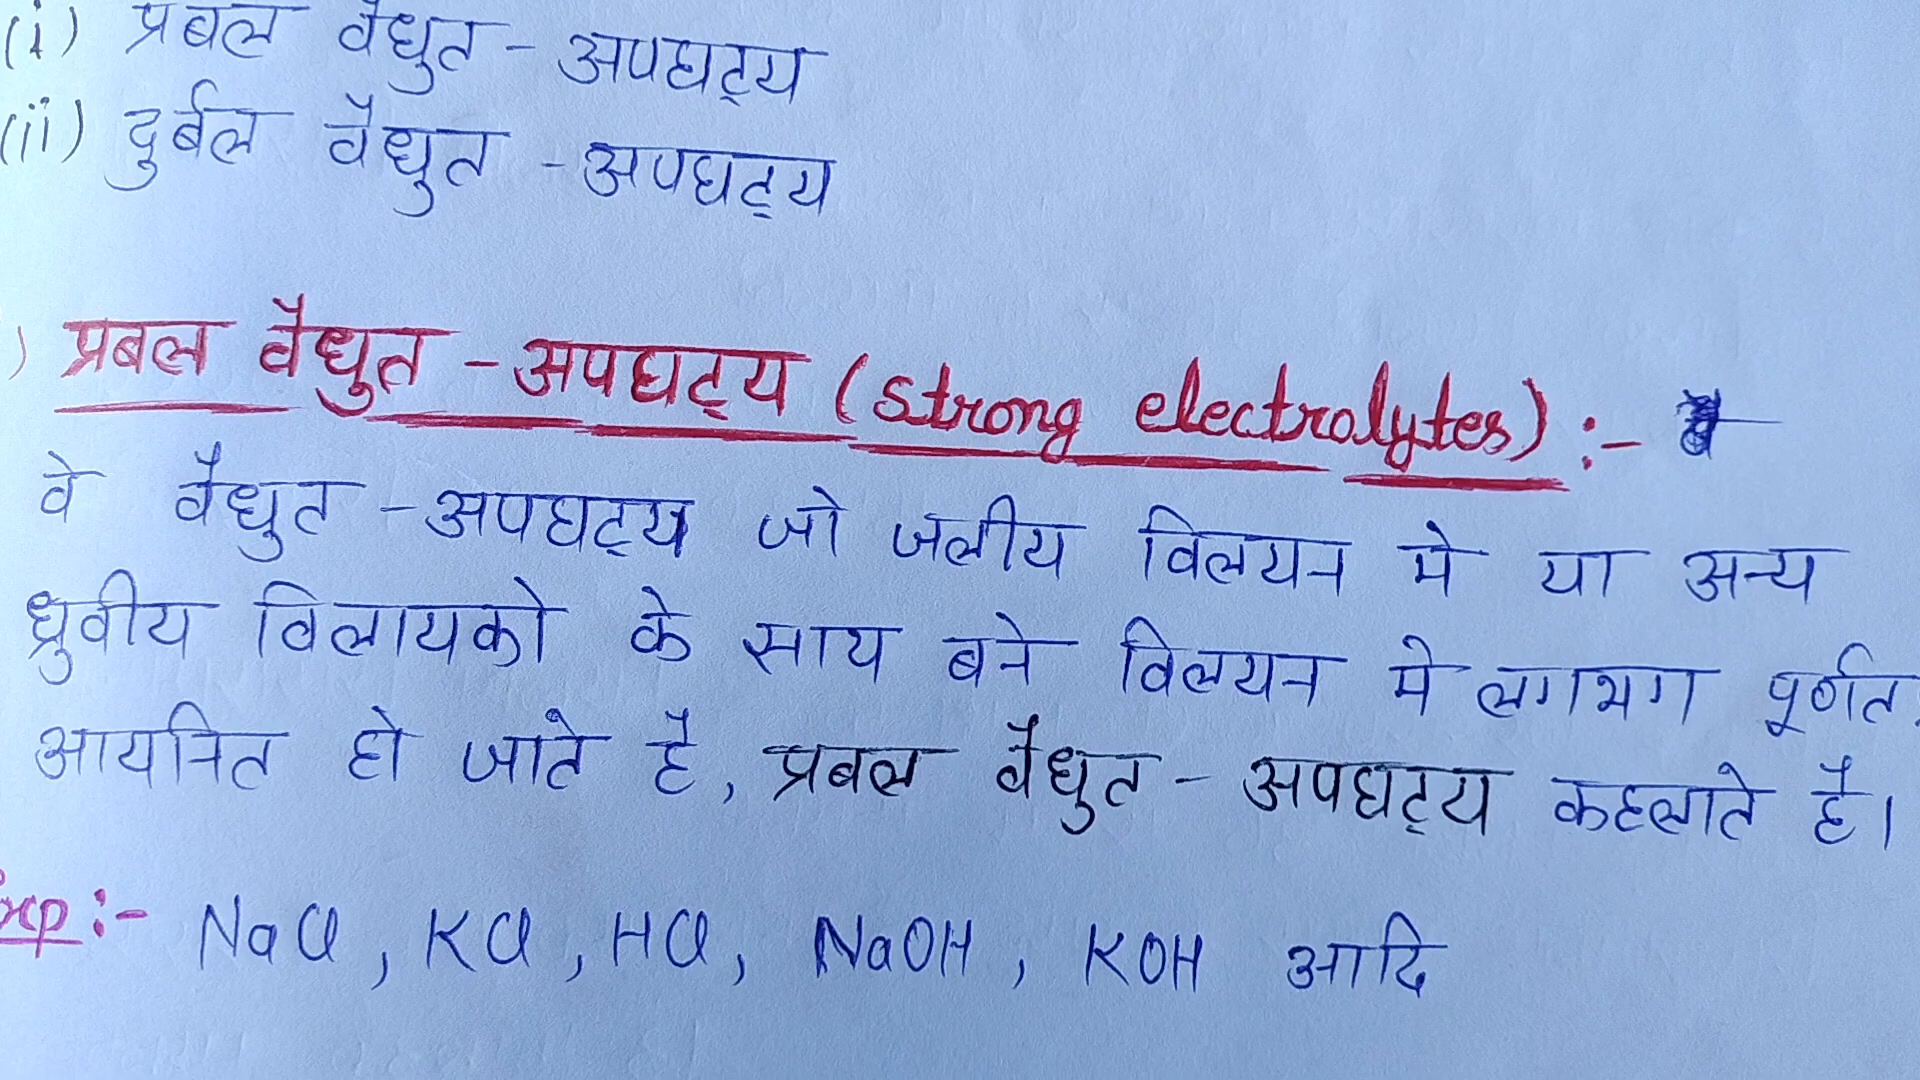 (i) प्रबल वैधुत - अपघट्य
(ii) दुर्बल वैधुत - अपघट्य
) प्रबल वैधुत - अपघट्य (Strong electrolytes) :-
वे वैधुत - अपघट्य जो जलीय विलयन मे या अन्य
ध्रुवीय विलायको के साथ बने विलयन मे लगभग पूर्णत:
आयनित हो जाते है, प्रबल वैधुत - अपघट्य कहलाते है।
Exp :- NaCl, KCl, HCl, NaOH, KOH आदि